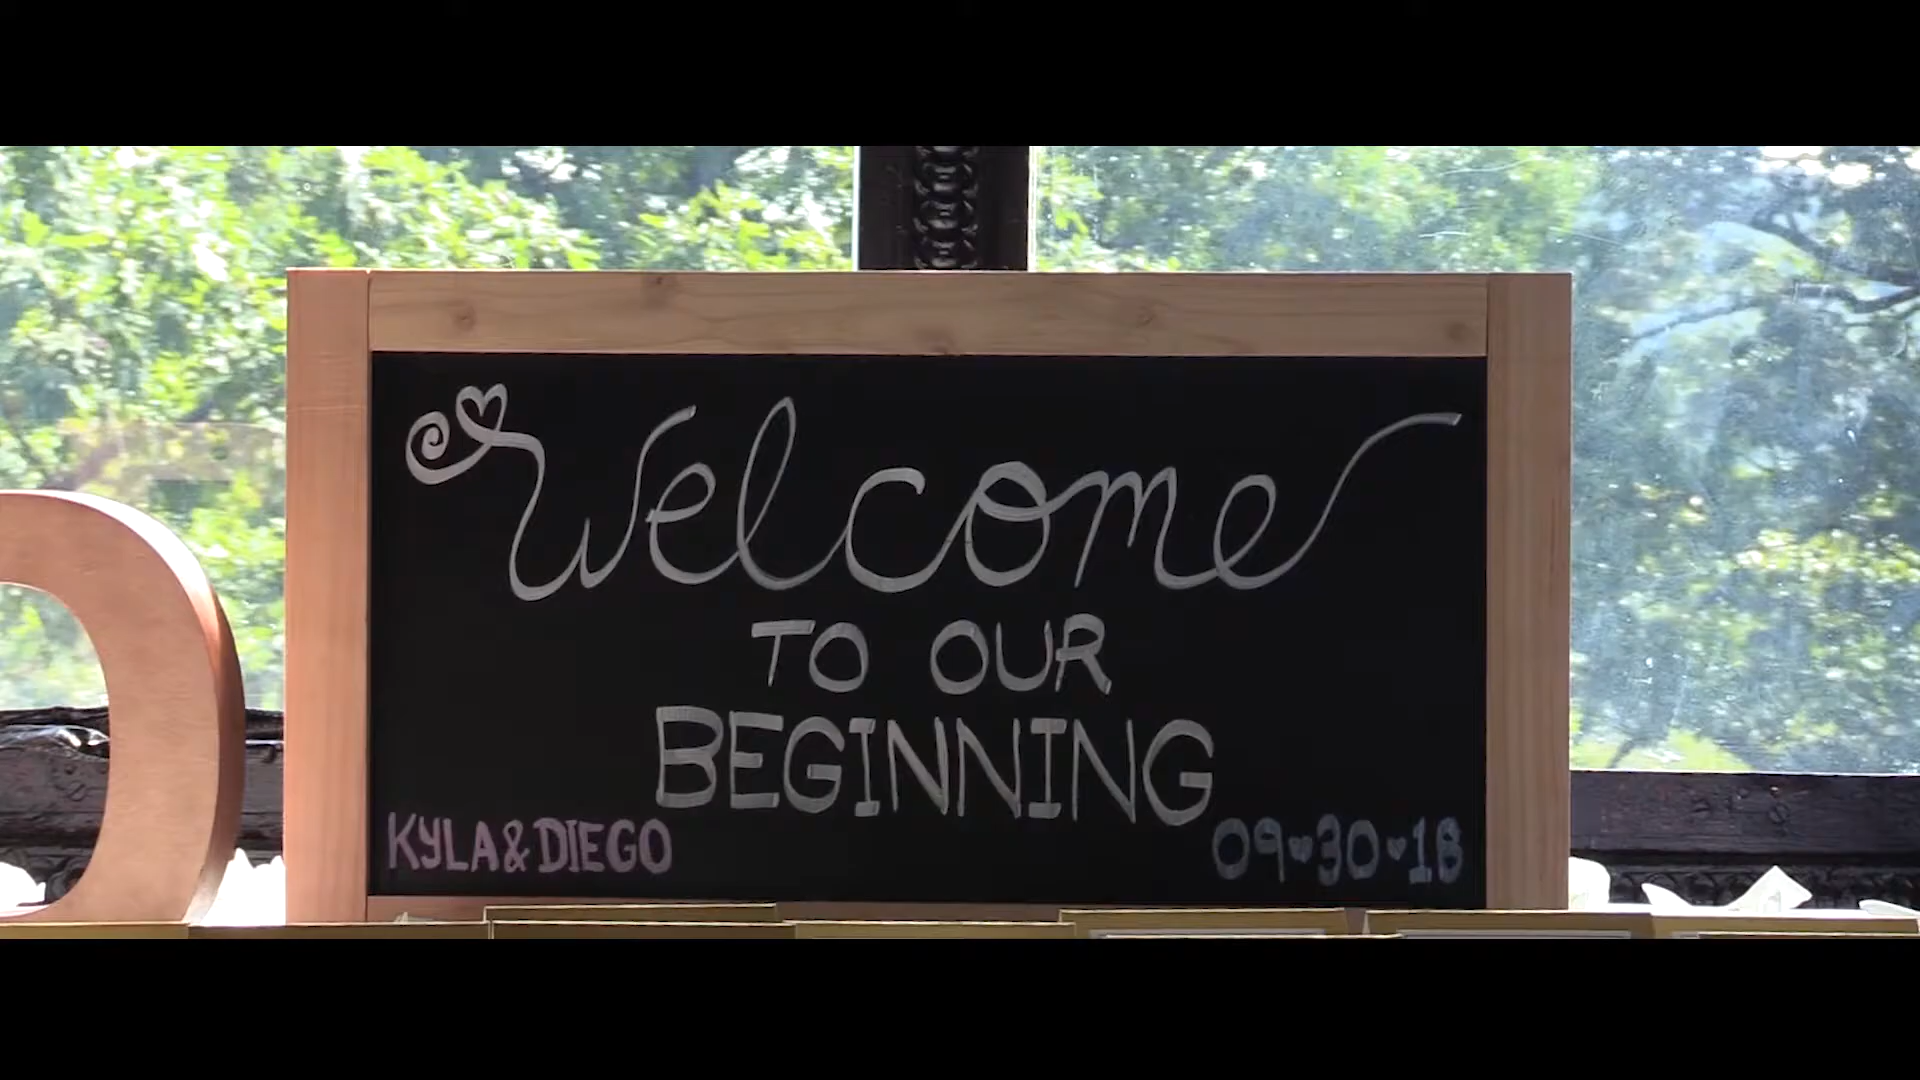 Welcome
TO OUR
BEGINNING
KYLA & DIEGO
09♥30♥18
D